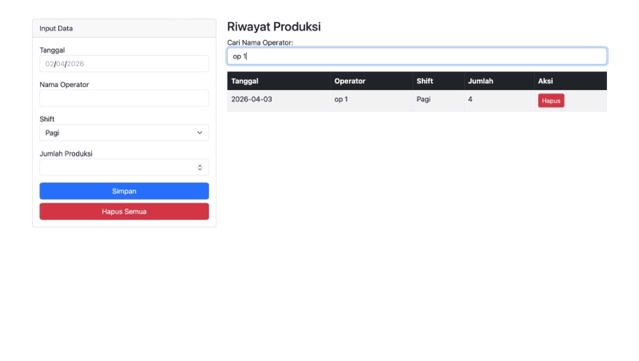 Input Data
Tanggal
02/04/2026
Nama Operator
Shift
Pagi
Jumlah Produksi
Simpan
Hapus Semua
Riwayat Produksi
Cari Nama Operator:
op 1
Tanggal Operator Shift Jumlah Aksi
2026-04-03 op 1 Pagi 4 Hapus